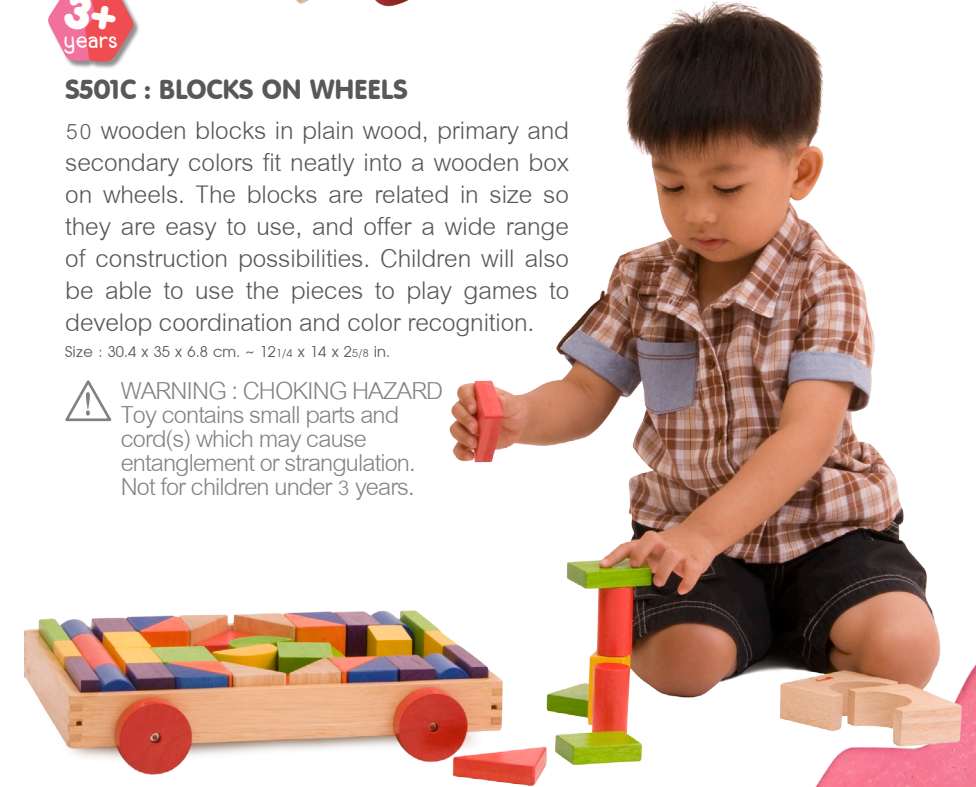 3+
years
S501C : BLOCKS ON WHEELS
50 wooden blocks in plain wood, primary and
secondary colors fit neatly into a wooden box
on wheels. The blocks are related in size so
they are easy to use, and offer a wide range
of construction possibilities. Children will also
be able to use the pieces to play games to
develop coordination and color recognition.
Size : 30.4 x 35 x 6.8 cm. ~ 121/4 x 14 x 25/8 in.
WARNING : CHOKING HAZARD
Toy contains small parts and
cord(s) which may cause
entanglement or strangulation.
Not for children under 3 years.